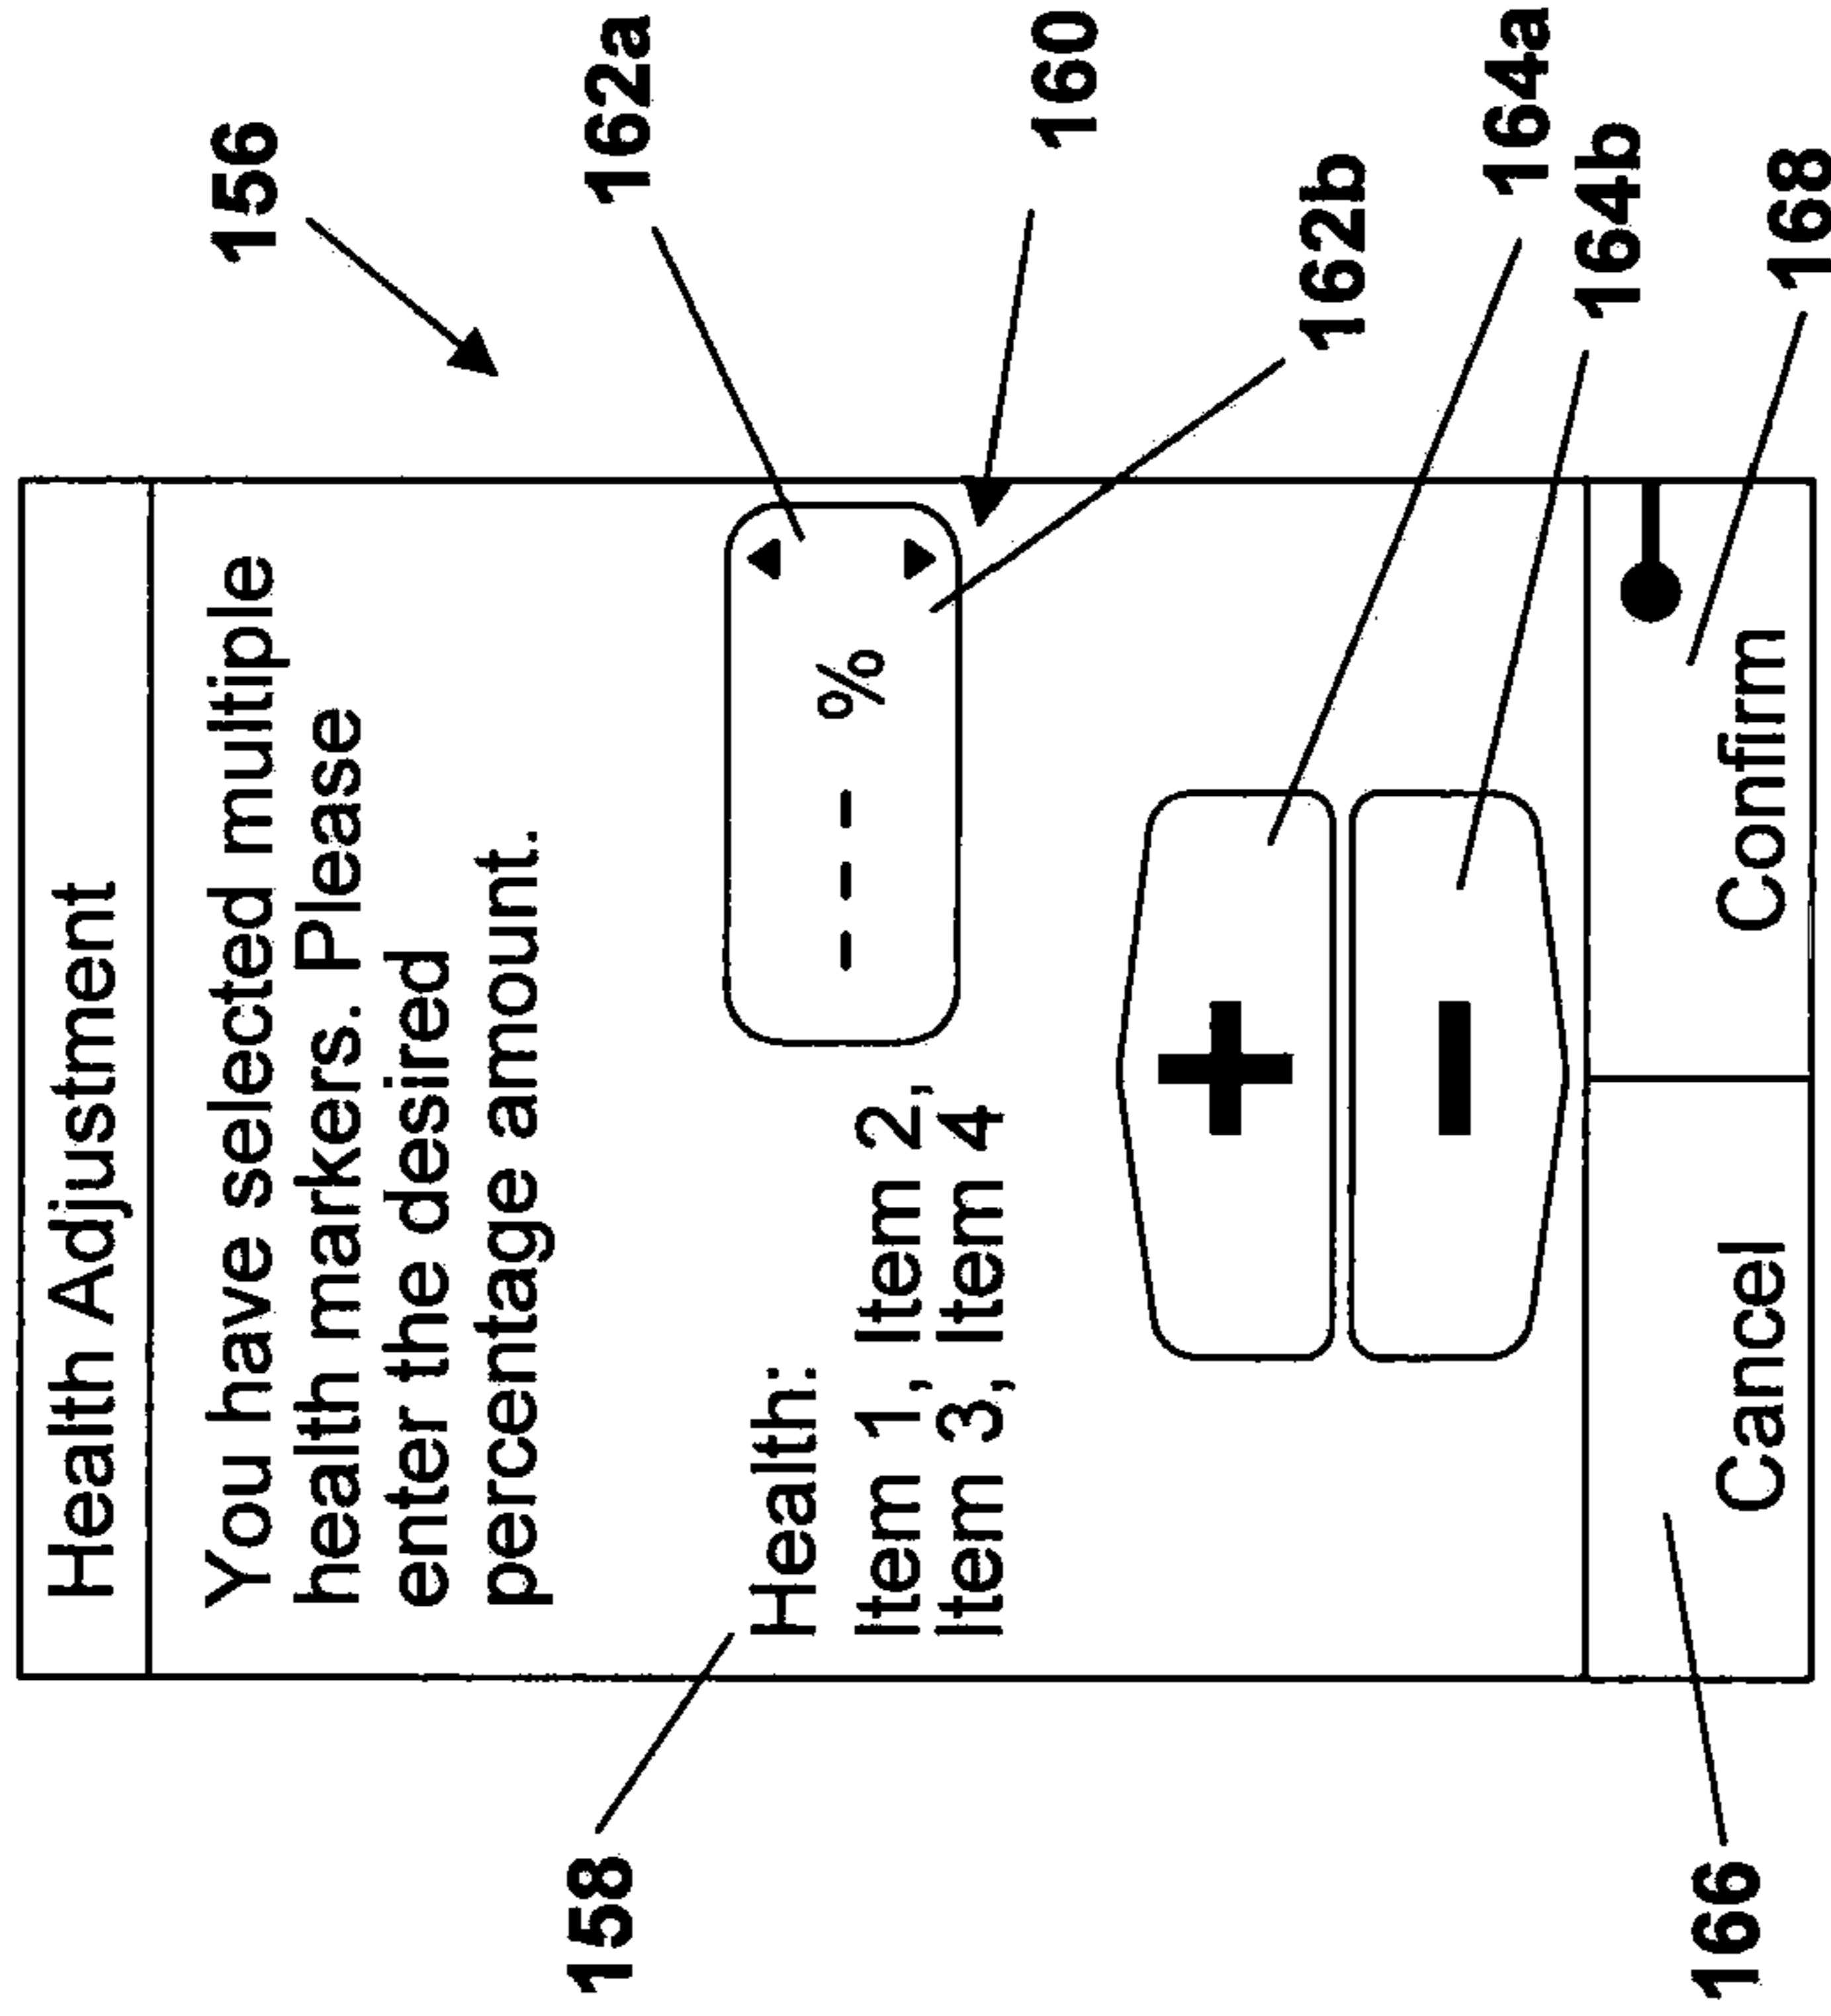 156
Health Adjustment
You have selected multiple
health markers. Please
enter the desired
percentage amount.
162a
158
Health:
Item 1, Item 2,
Item 3, Item 4
--- %
160
162b
+
164a
-
164b
Cancel
Confirm
166
168